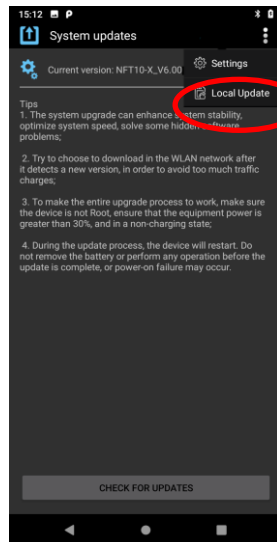 15:12
System updates
Current version: NFT10-X_V6.00
Settings
Local Update
Tips
1. The system upgrade can enhance system stability,
optimize system speed, solve some hidden software
problems;
2. Try to choose to download in the WLAN network after
it detects a new version, in order to avoid too much traffic
charges;
3. To make the entire upgrade process to work, make sure
the device is not Root, ensure that the equipment power is
greater than 30%, and in a non-charging state;
4. During the update process, the device will restart. Do
not remove the battery or perform any operation before the
update is complete, or power-on failure may occur.
CHECK FOR UPDATES